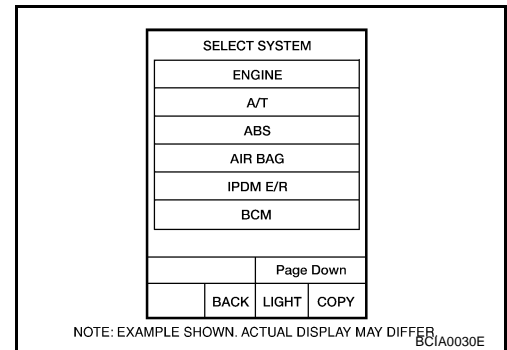 SELECT SYSTEM
ENGINE
A/T
ABS
AIR BAG
IPDM E/R
BCM
Page Down
BACK LIGHT COPY
NOTE: EXAMPLE SHOWN. ACTUAL DISPLAY MAY DIFFER.
BCIA0030E